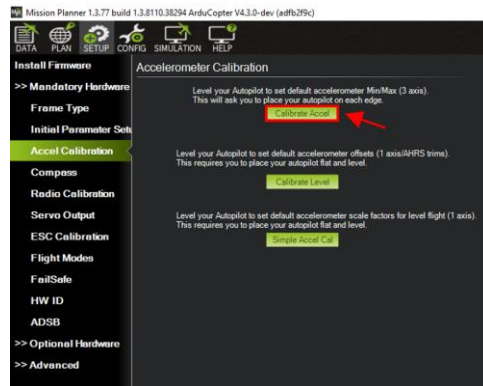 Mission Planner 1.3.77 build 1.3.8110.38294 ArduCopter V4.3.0-dev (adfb2f9c)
DATA PLAN SETUP CONFIG SIMULATION HELP
Install Firmware
>> Mandatory Hardware
Frame Type
Initial Paramater Setu
Accel Calibration
Compass
Radio Calibration
Servo Output
ESC Calibration
Flight Modes
FailSafe
HW ID
ADSB
>> Optional Hardware
>> Advanced
Accelerometer Calibration
Level your Autopilot to set default accelerometer Min/Max (3 axis).
This will ask you to place your autopilot on each edge.
Calibrate Accel
Level your Autopilot to set default accelerometer offsets (1 axis/AHRS trims).
This requires you to place your autopilot flat and level.
Calibrate Level
Level your Autopilot to set default accelerometer scale factors for level flight (1 axis).
This requires you to place your autopilot flat and level.
Simple Accel Cal